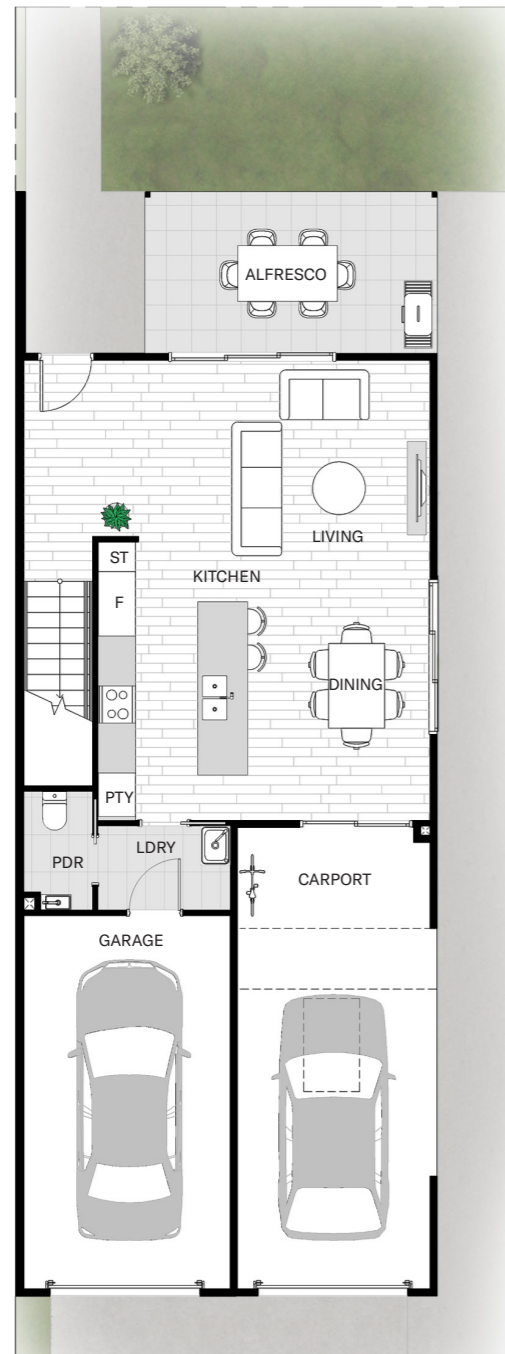 ALFRESCO
LIVING
ST
KITCHEN
F
DINING
PTY
LDRY
PDR
CARPORT
GARAGE